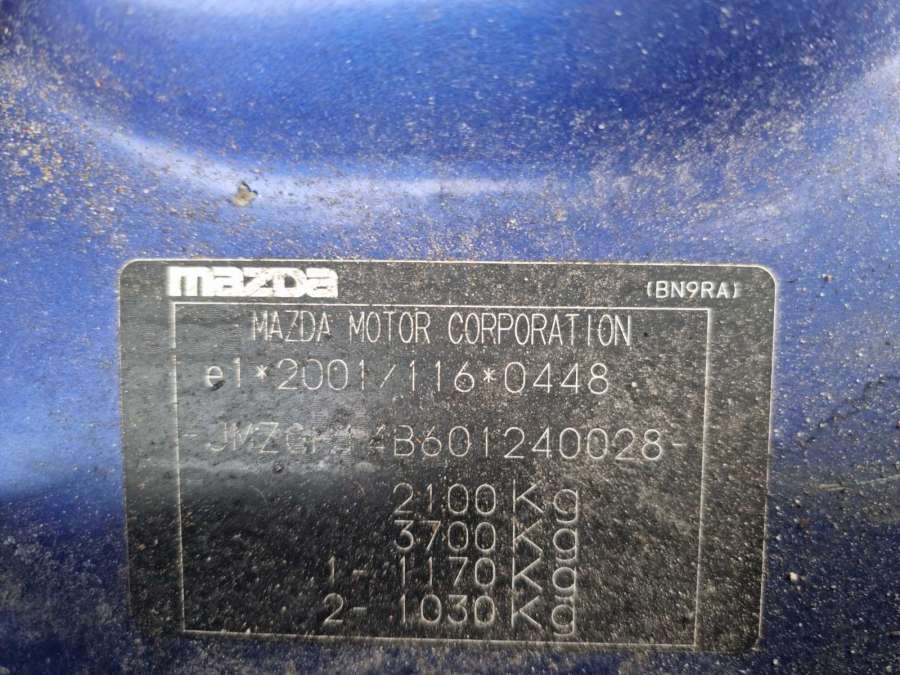 mazda
(BN9RA)
MAZDA MOTOR CORPORATION
e1*2001/116*0448
-JMZGH14B601240028-
2100 Kg
3700 Kg
1- 1170 Kg
2- 1030 Kg